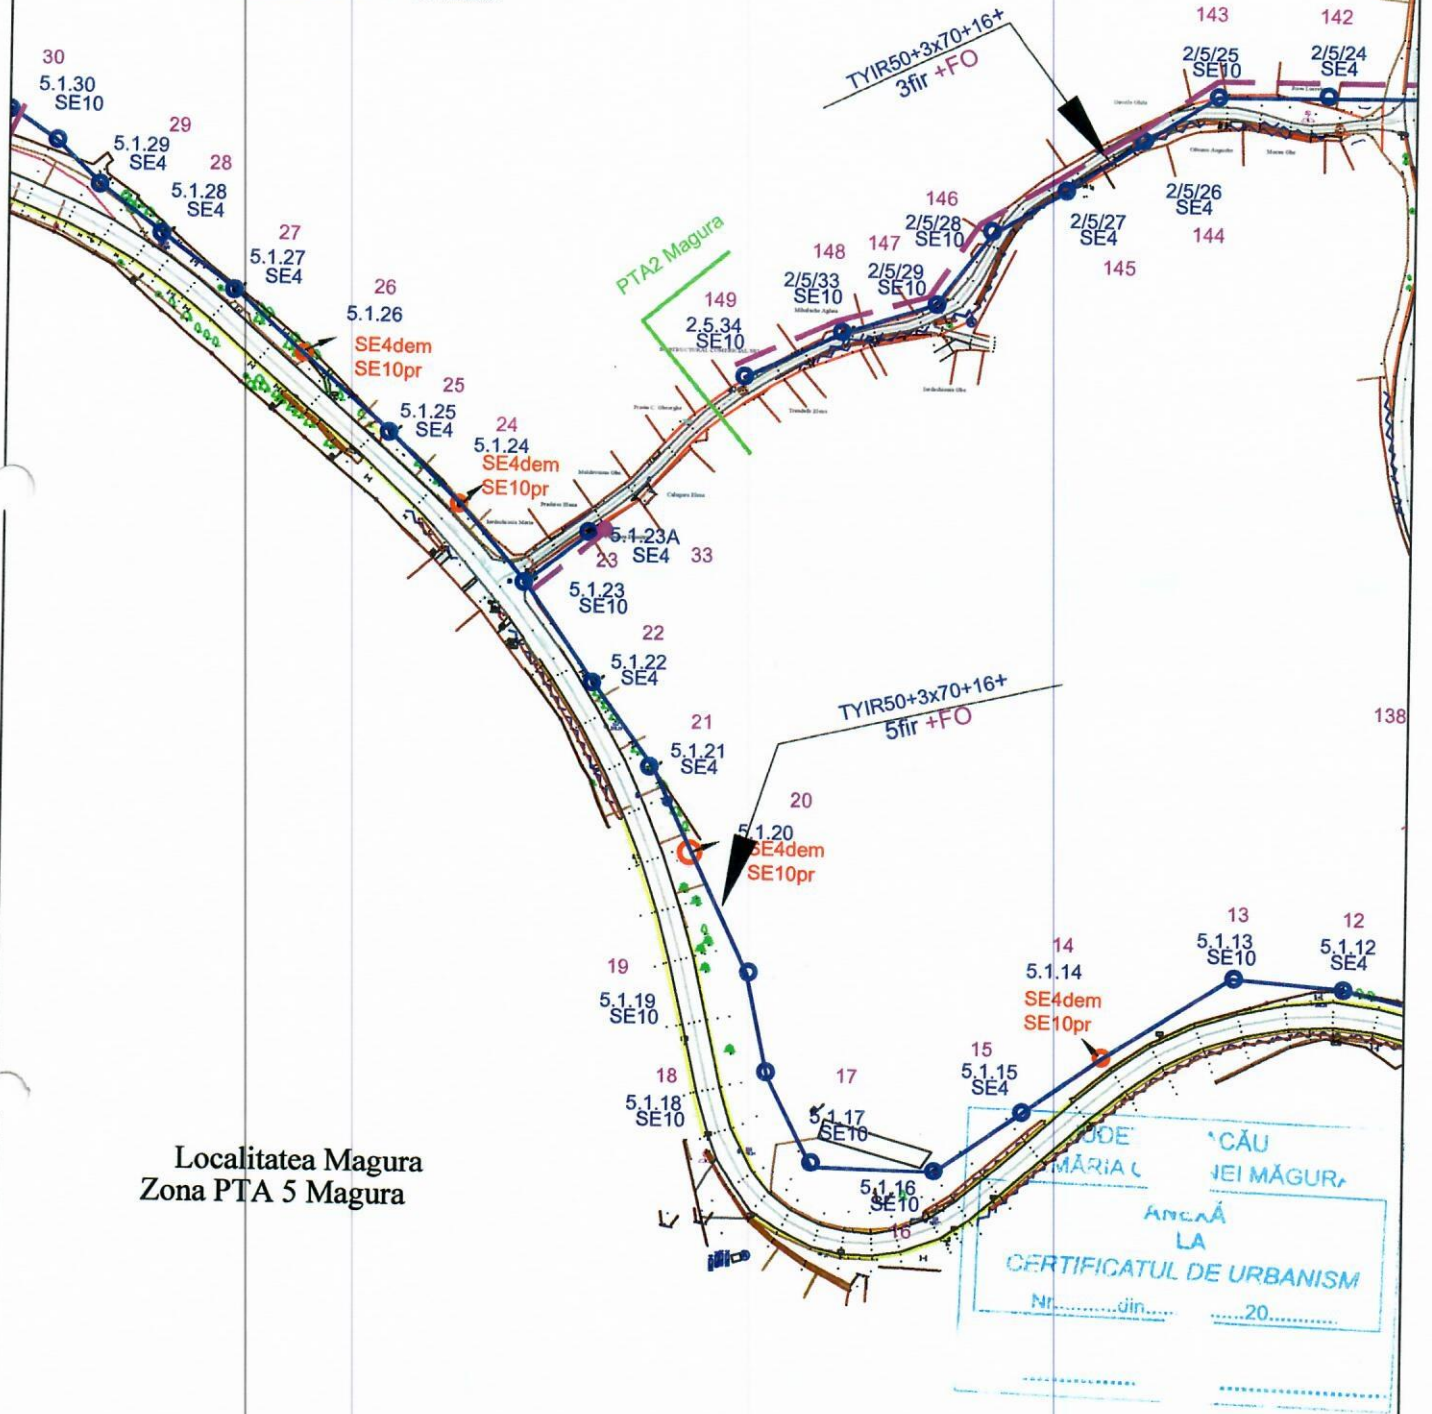 143
142
TYIR50+3x70+16+
3fir +FO
2/5/25
SE10
2/5/24
SE4
30
5.1.30
SE10
29
5.1.29
SE4
28
5.1.28
SE4
27
5.1.27
SE4
26
5.1.26
SE4dem
SE10pr
25
5.1.25
SE4
24
5.1.24
SE4dem
SE10pr
PTA2 Magura
146
2/5/28
SE10
2/5/26
SE4
144
2/5/27
SE4
145
148
147
2/5/33
SE10
2/5/29
SE10
149
2.5.34
SE10
5.1.23A
SE4
33
23
5.1.23
SE10
22
5.1.22
SE4
21
5.1.21
SE4
TYIR50+3x70+16+
5fir +FO
138
20
5.1.20
SE4dem
SE10pr
19
5.1.19
SE10
18
5.1.18
SE10
17
5.1.17
SE10
5.1.16
SE10
16
15
5.1.15
SE4
14
5.1.14
SE4dem
SE10pr
13
5.1.13
SE10
12
5.1.12
SE4
Localitatea Magura
Zona PTA 5 Magura
LA
CERTIFICATUL DE URBANISM
Nr..........din..... ......20............